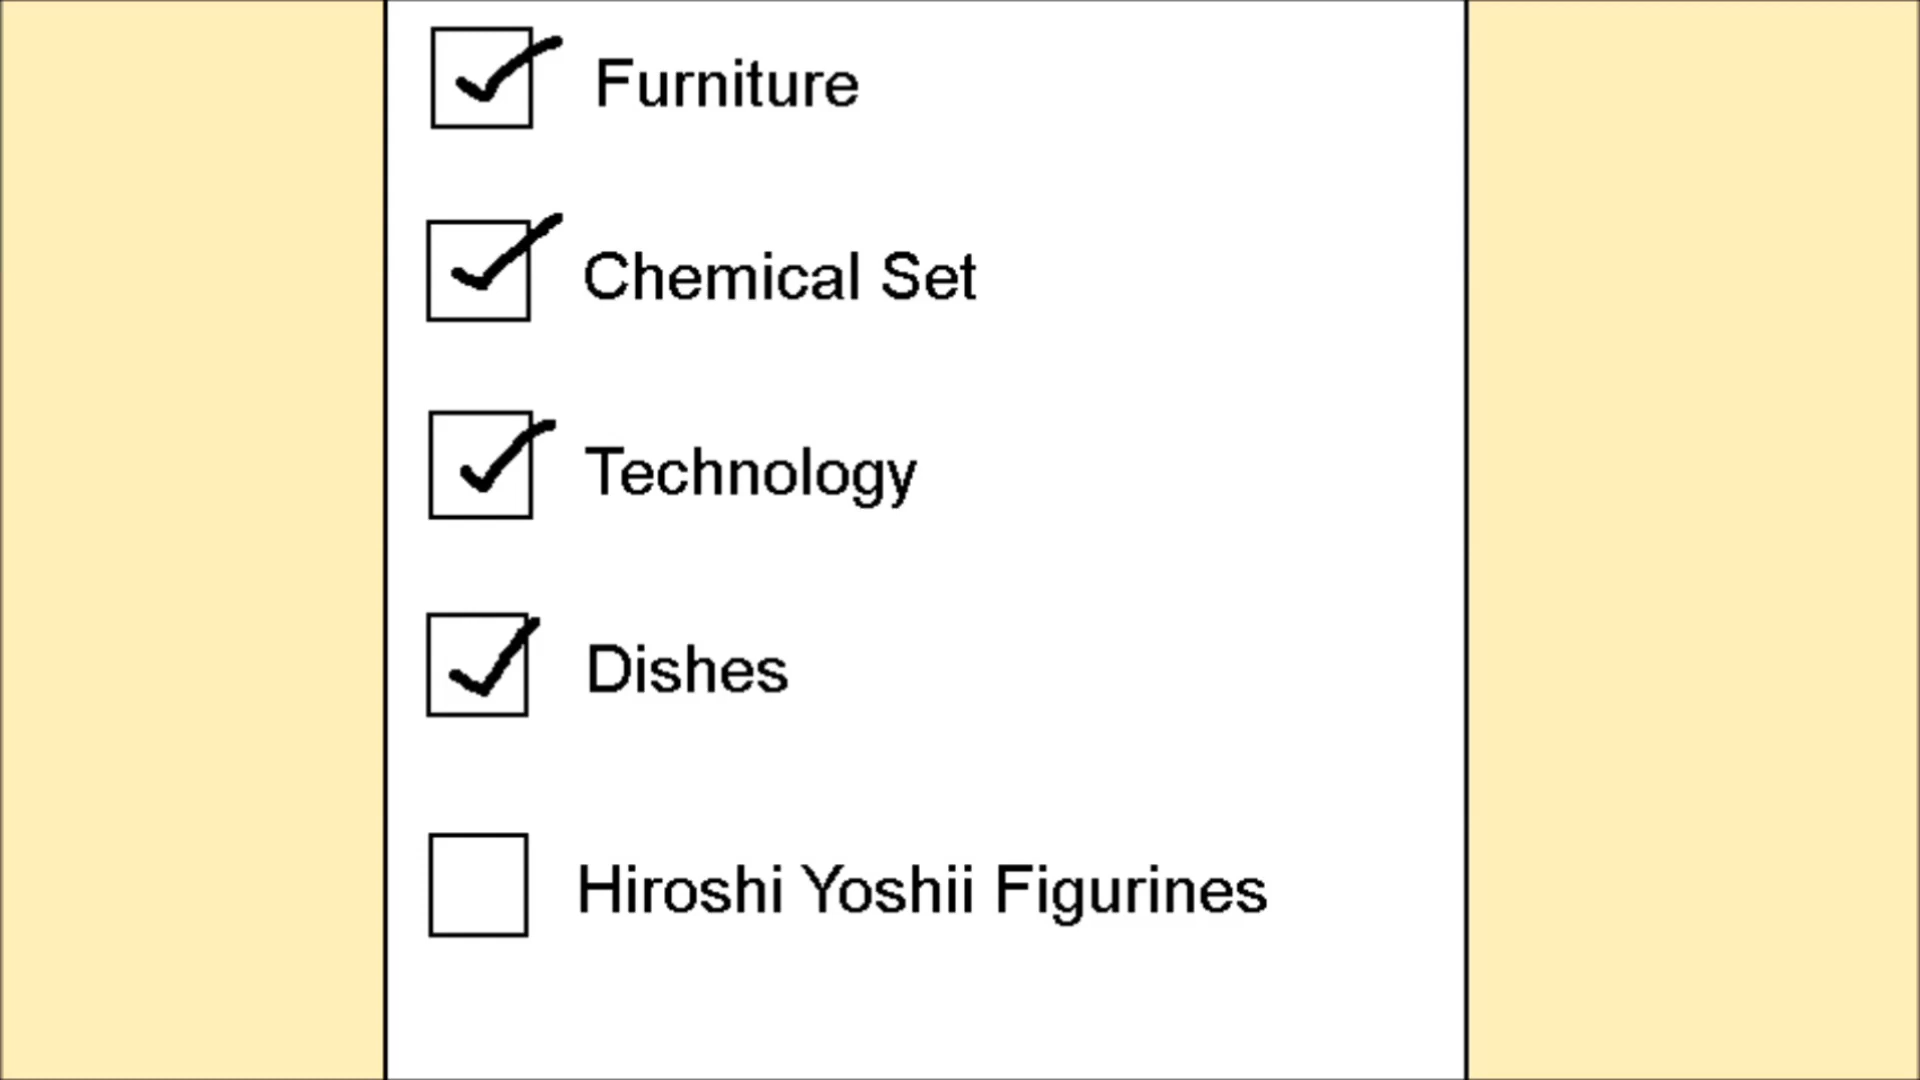 Furniture
Chemical Set
Technology
Dishes
Hiroshi Yoshii Figurines